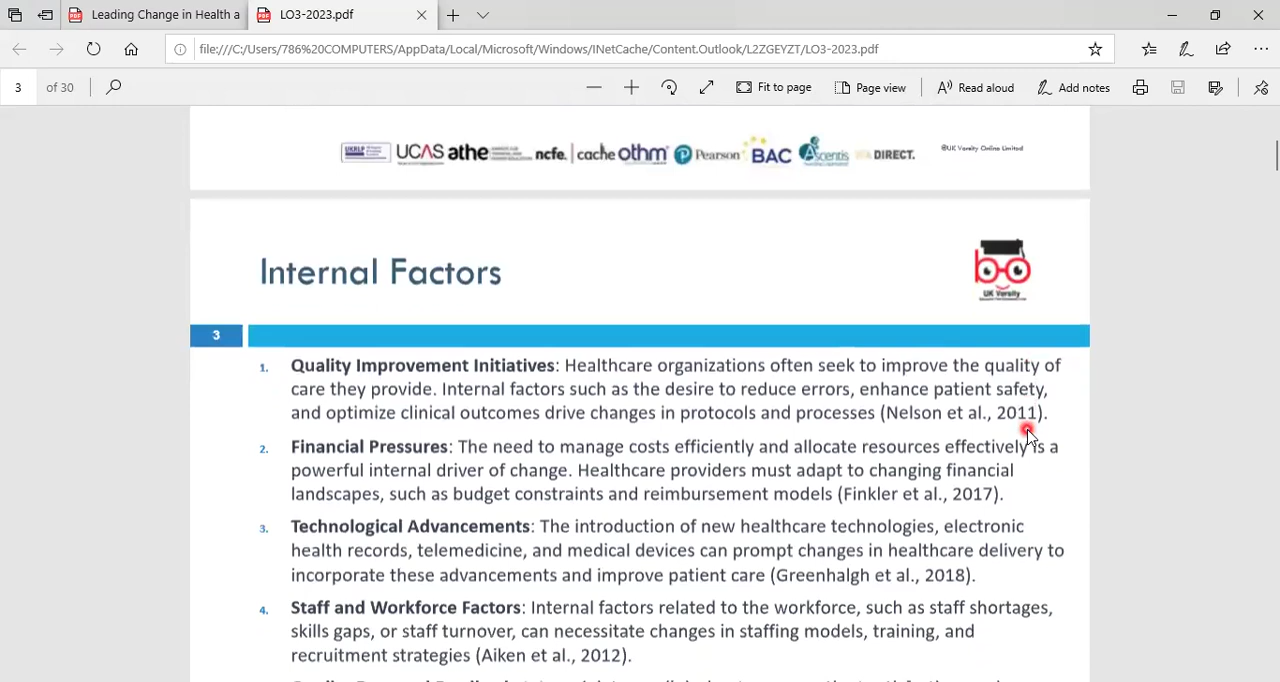 Leading Change in Health a
LO3-2023.pdf
file:///C:/Users/786%20COMPUTERS/AppData/Local/Microsoft/Windows/INetCache/Content.Outlook/L2ZGEYZT/LO3-2023.pdf
3 of 30
Fit to page
Page view
Read aloud
Add notes
UKRLP UCAS athe ncfe. cache othm Pearson BAC Ascentis DIRECT. @UK Versity Online Limited
Internal Factors
UK Versity
3
1. Quality Improvement Initiatives: Healthcare organizations often seek to improve the quality of
care they provide. Internal factors such as the desire to reduce errors, enhance patient safety,
and optimize clinical outcomes drive changes in protocols and processes (Nelson et al., 2011).
2. Financial Pressures: The need to manage costs efficiently and allocate resources effectively is a
powerful internal driver of change. Healthcare providers must adapt to changing financial
landscapes, such as budget constraints and reimbursement models (Finkler et al., 2017).
3. Technological Advancements: The introduction of new healthcare technologies, electronic
health records, telemedicine, and medical devices can prompt changes in healthcare delivery to
incorporate these advancements and improve patient care (Greenhalgh et al., 2018).
4. Staff and Workforce Factors: Internal factors related to the workforce, such as staff shortages,
skills gaps, or staff turnover, can necessitate changes in staffing models, training, and
recruitment strategies (Aiken et al., 2012).